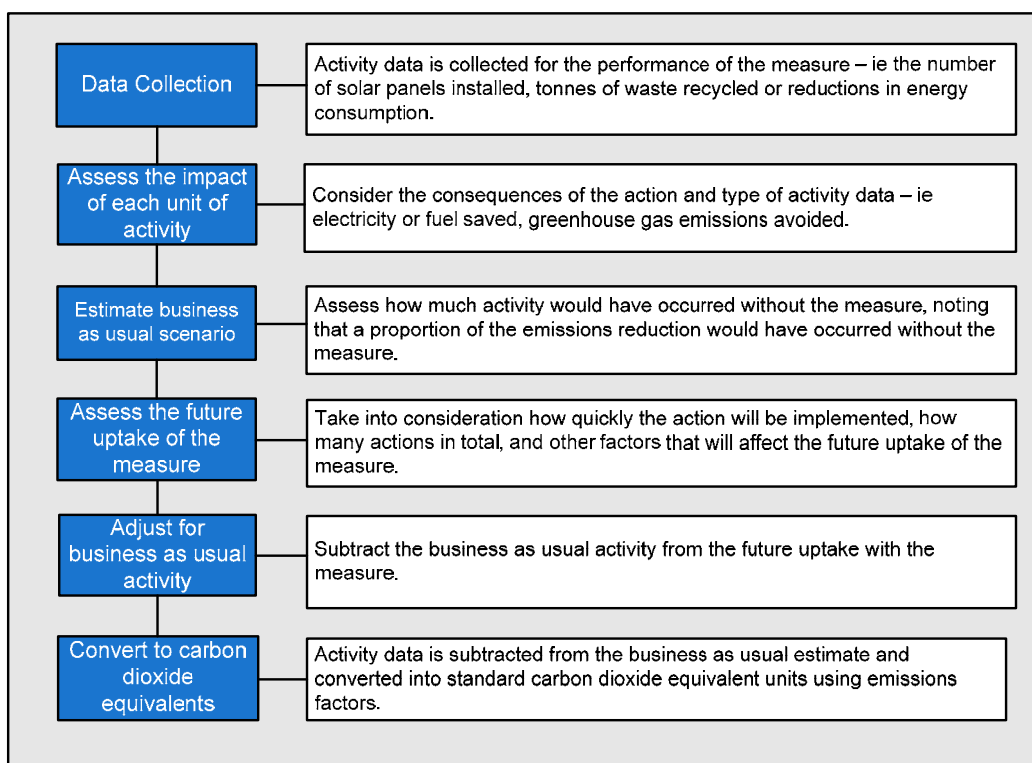 Data Collection
Activity data is collected for the performance of the measure – ie the number
of solar panels installed, tonnes of waste recycled or reductions in energy
consumption.
Assess the impact
of each unit of
activity
Consider the consequences of the action and type of activity data – ie
electricity or fuel saved, greenhouse gas emissions avoided.
Estimate business
as usual scenario
Assess how much activity would have occurred without the measure, noting
that a proportion of the emissions reduction would have occurred without the
measure.
Assess the future
uptake of the
measure
Take into consideration how quickly the action will be implemented, how
many actions in total, and other factors that will affect the future uptake of the
measure.
Adjust for
business as usual
activity
Subtract the business as usual activity from the future uptake with the
measure.
Convert to carbon
dioxide
equivalents
Activity data is subtracted from the business as usual estimate and
converted into standard carbon dioxide equivalent units using emissions
factors.